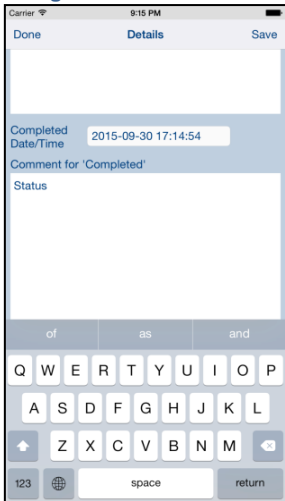 Carrier 9:15 PM
Done Details Save
Completed
Date/Time 2015-09-30 17:14:54
Comment for 'Completed'
Status
of as and
Q W E R T Y U I O P
A S D F G H J K L
Z X C V B N M
123 space return